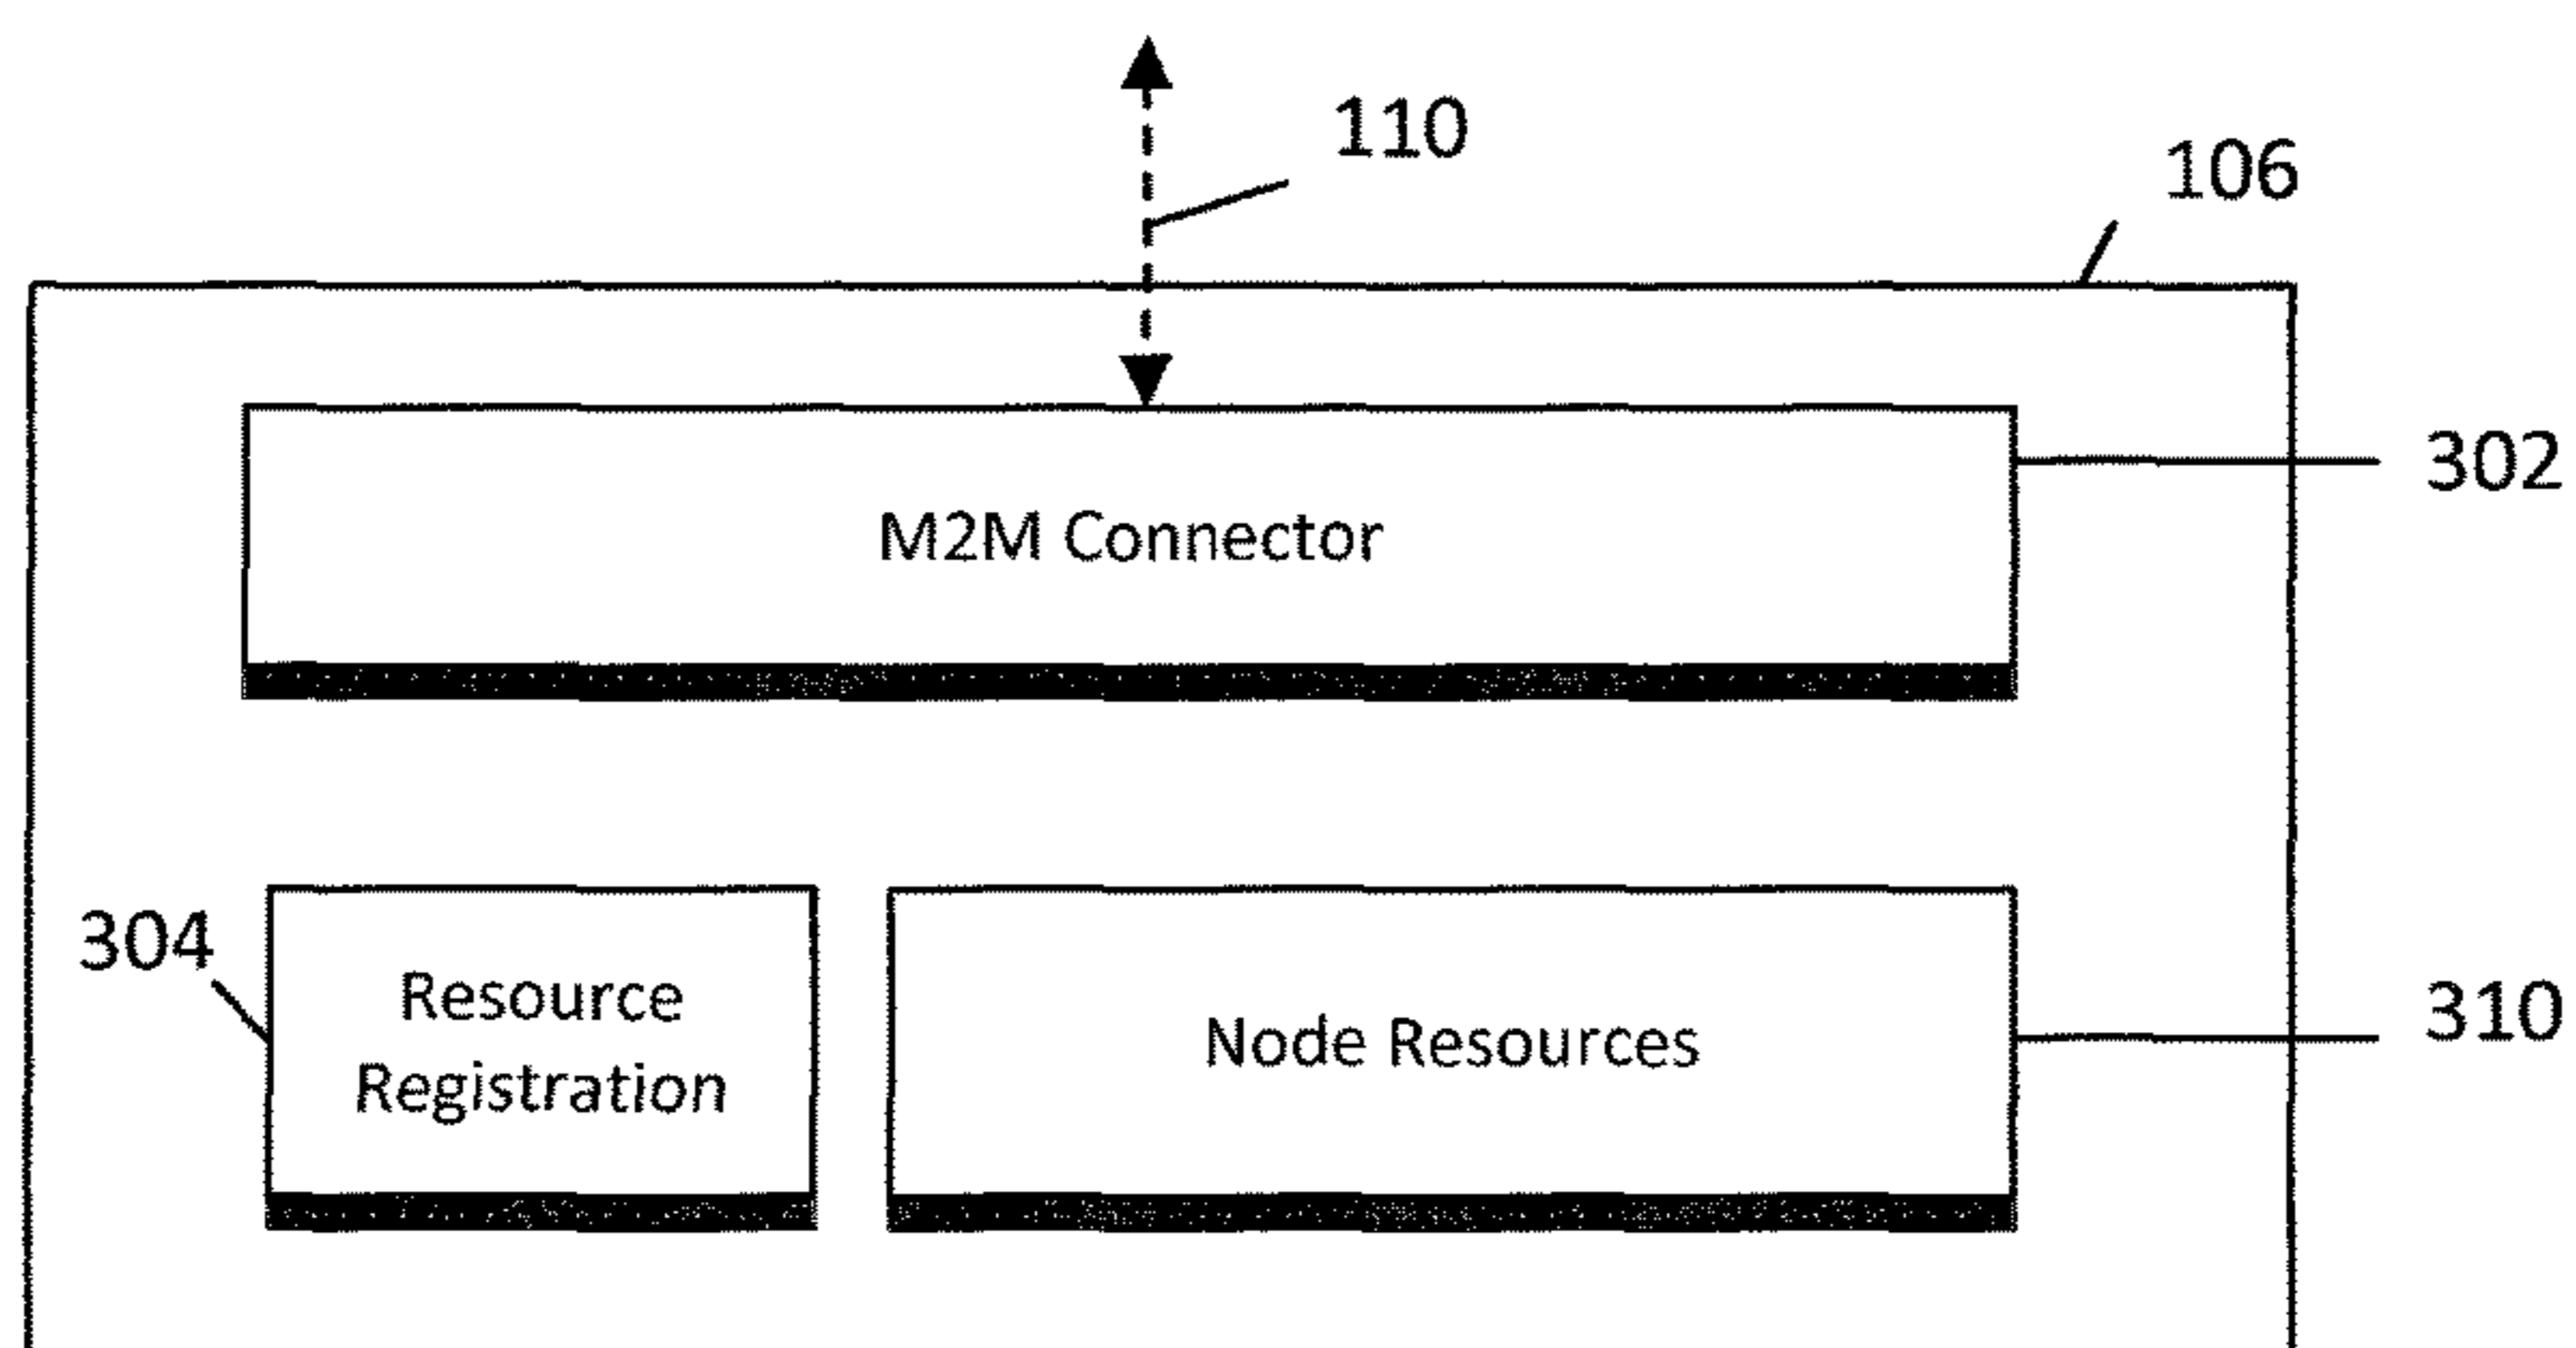 110
106
302
M2M Connector
304
Resource
Registration
Node Resources
310